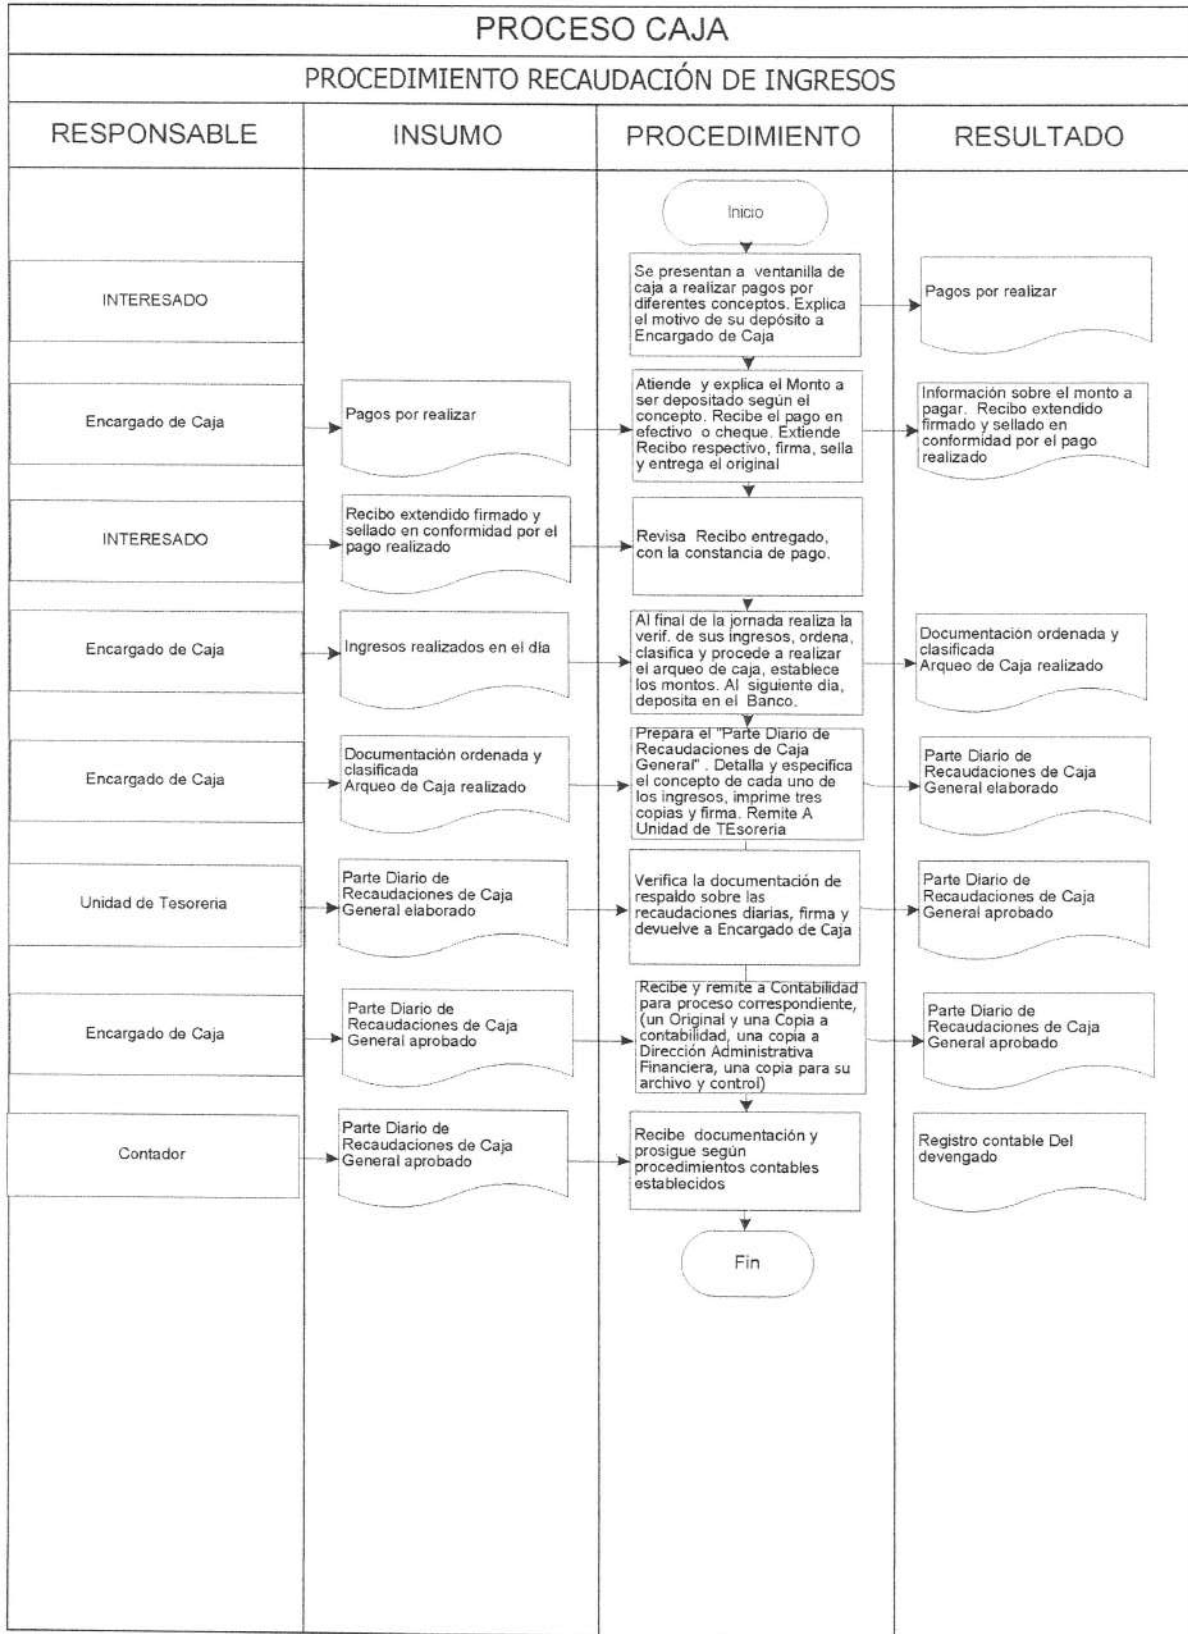 PROCESO CAJA
PROCEDIMIENTO RECAUDACIÓN DE INGRESOS
RESPONSABLE
INSUMO
PROCEDIMIENTO
RESULTADO
Inicio
INTERESADO
Se presentan a ventanilla de
caja a realizar pagos por
diferentes conceptos. Explica
el motivo de su depósito a
Encargado de Caja
Pagos por realizar
Encargado de Caja
Pagos por realizar
Atiende y explica el Monto a
ser depositado según el
concepto. Recibe el pago en
efectivo o cheque. Extiende
Recibo respectivo, firma, sella
y entrega el original
Información sobre el monto a
pagar. Recibo extendido
firmado y sellado en
conformidad por el pago
realizado
INTERESADO
Recibo extendido firmado y
sellado en conformidad por el
pago realizado
Revisa Recibo entregado,
con la constancia de pago.
Encargado de Caja
Ingresos realizados en el día
Al final de la jornada realiza la
verif. de sus ingresos, ordena,
clasifica y procede a realizar
el arqueo de caja, establece
los montos. Al siguiente día,
deposita en el Banco.
Documentación ordenada y
clasificada
Arqueo de Caja realizado
Encargado de Caja
Documentación ordenada y
clasificada
Arqueo de Caja realizado
Prepara el "Parte Diario de
Recaudaciones de Caja
General" . Detalla y especifica
el concepto de cada uno de
los ingresos, imprime tres
copias y firma. Remite A
Unidad de TEsoreria
Parte Diario de
Recaudaciones de Caja
General elaborado
Unidad de Tesoreria
Parte Diario de
Recaudaciones de Caja
General elaborado
Verifica la documentación de
respaldo sobre las
recaudaciones diarias, firma y
devuelve a Encargado de Caja
Parte Diario de
Recaudaciones de Caja
General aprobado
Encargado de Caja
Parte Diario de
Recaudaciones de Caja
General aprobado
Recibe y remite a Contabilidad
para proceso correspondiente,
(un Original y una Copia a
contabilidad, una copia a
Dirección Administrativa
Financiera, una copia para su
archivo y control)
Parte Diario de
Recaudaciones de Caja
General aprobado
Contador
Parte Diario de
Recaudaciones de Caja
General aprobado
Recibe documentación y
prosigue según
procedimientos contables
establecidos
Registro contable Del
devengado
Fin